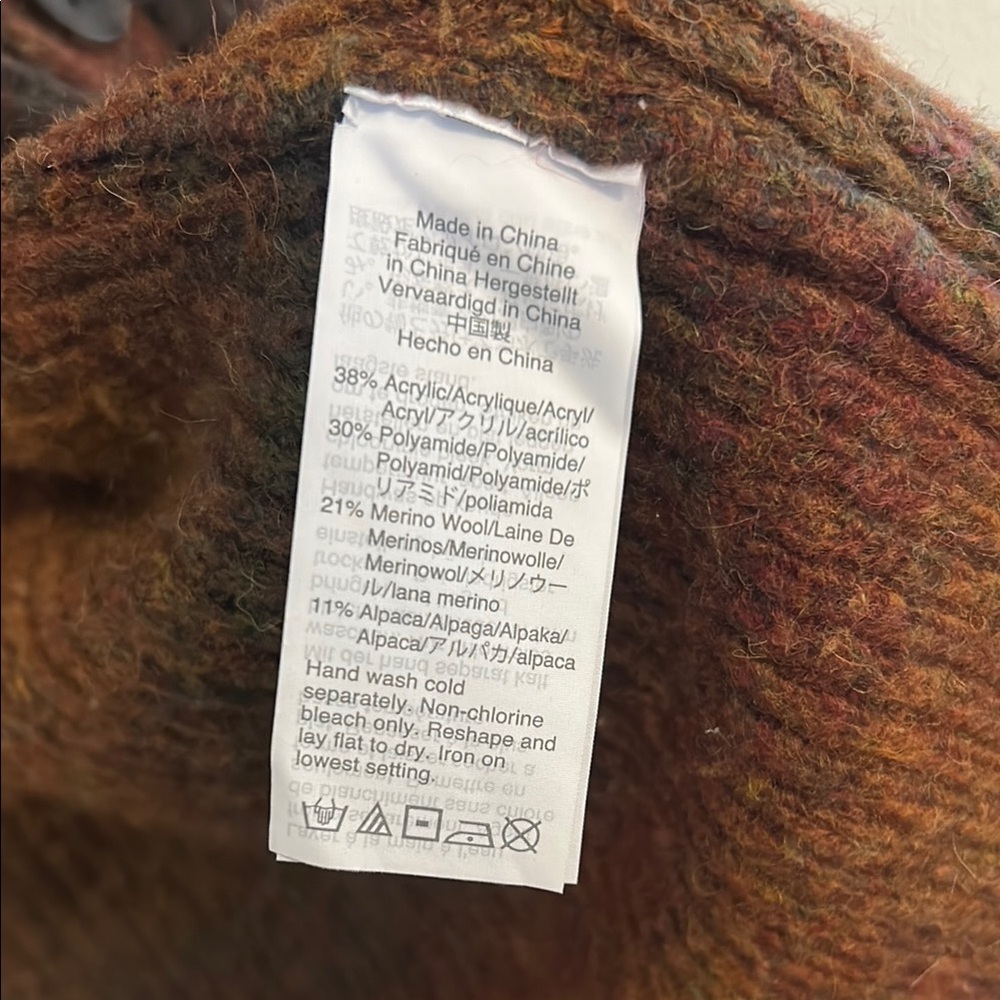 Made in China
Fabriqué en Chine
in China Hergestellt
Vervaardigd in China
中国製
Hecho en China
38% Acrylic/Acrylique/Acryl/
Acryl/アクリル/acrílico
30% Polyamide/Polyamide/
Polyamid/Polyamide/ポ
リアミド/poliamida
21% Merino Wool/Laine De
Merinos/Merinowolle/
Merinowol/メリノウー
ル/lana merino
11% Alpaca/Alpaga/Alpaka/
Alpaca/アルパカ/alpaca
Hand wash cold
separately. Non-chlorine
bleach only. Reshape and
lay flat to dry. Iron on
lowest setting.